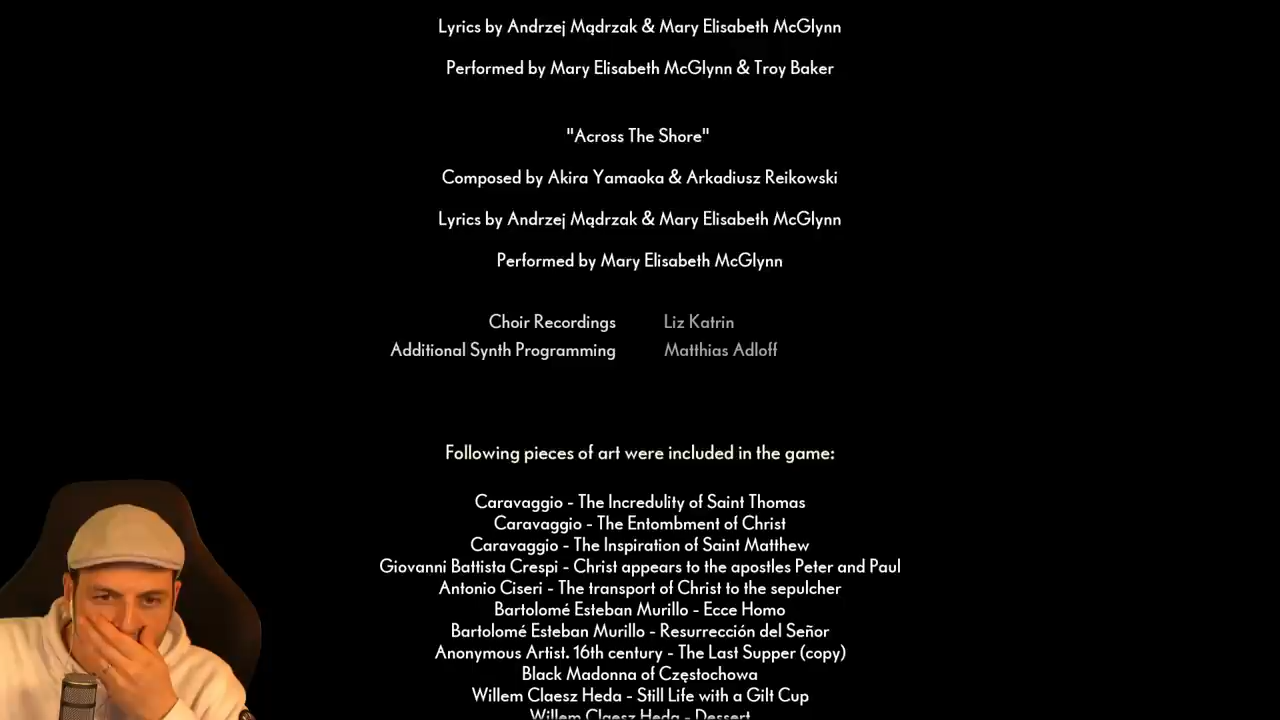 Lyrics by Andrzej Mądrzak & Mary Elisabeth McGlynn
Performed by Mary Elisabeth McGlynn & Troy Baker
"Across The Shore"
Composed by Akira Yamaoka & Arkadiusz Reikowski
Lyrics by Andrzej Mądrzak & Mary Elisabeth McGlynn
Performed by Mary Elisabeth McGlynn
Choir Recordings Liz Katrin
Additional Synth Programming Matthias Adloff
Following pieces of art were included in the game:
Caravaggio - The Incredulity of Saint Thomas
Caravaggio - The Entombment of Christ
Caravaggio - The Inspiration of Saint Matthew
Giovanni Battista Crespi - Christ appears to the apostles Peter and Paul
Antonio Ciseri - The transport of Christ to the sepulcher
Bartolomé Esteban Murillo - Ecce Homo
Bartolomé Esteban Murillo - Resurrección del Señor
Anonymous Artist. 16th century - The Last Supper (copy)
Black Madonna of Częstochowa
Willem Claesz Heda - Still Life with a Gilt Cup
Willem Claesz Heda - Dessert